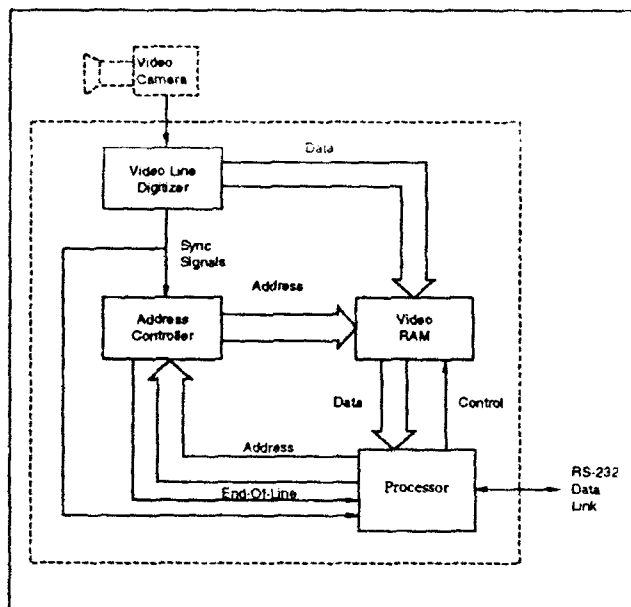 Video
Camera
Data
Video Line
Digitizer
Sync
Signals
Address
Address
Controller
Video
RAM
Data
Control
Address
Processor
RS-232
Data
Link
End-Of-Line